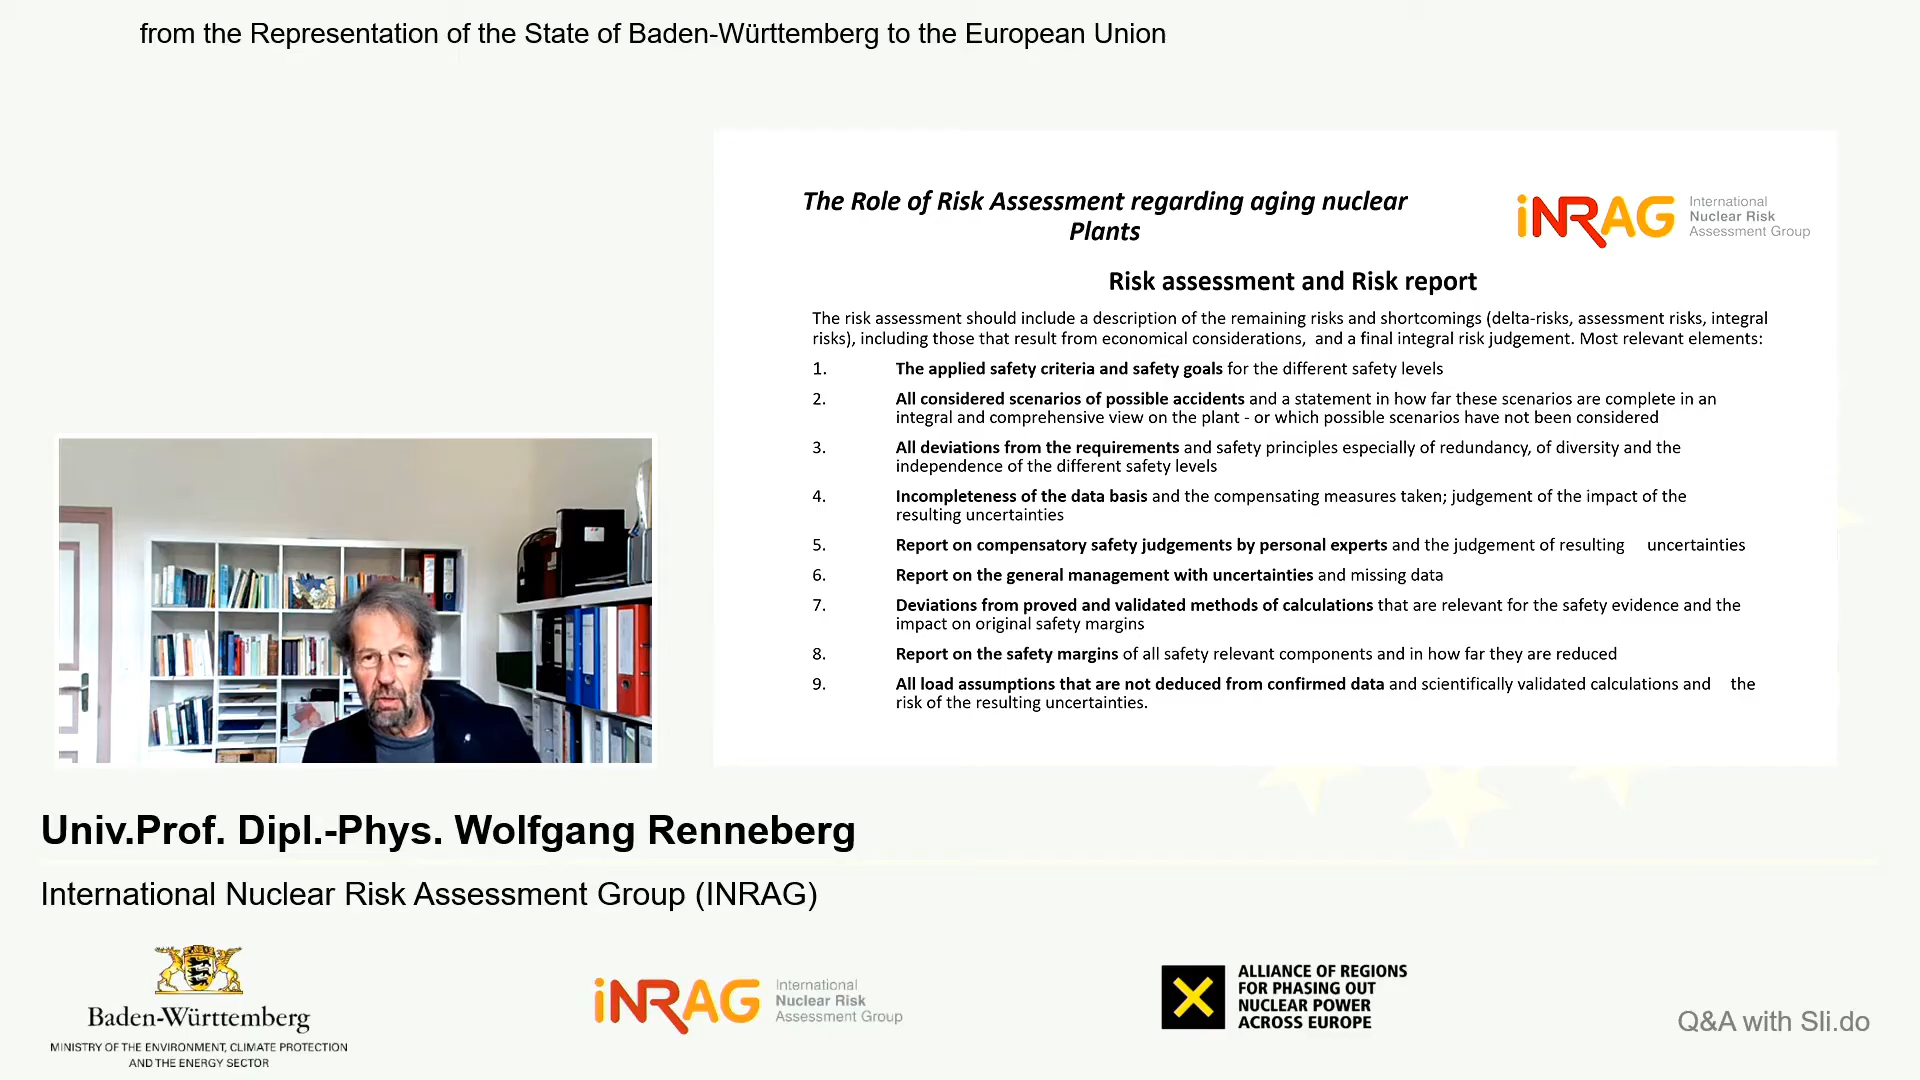 from the Representation of the State of Baden-Württemberg to the European Union
The Role of Risk Assessment regarding aging nuclear
Plants
iNRAG
International
Nuclear Risk
Assessment Group
Risk assessment and Risk report
The risk assessment should include a description of the remaining risks and shortcomings (delta-risks, assessment risks, integral
risks), including those that result from economical considerations, and a final integral risk judgement. Most relevant elements:
1. The applied safety criteria and safety goals for the different safety levels
2. All considered scenarios of possible accidents and a statement in how far these scenarios are complete in an
integral and comprehensive view on the plant - or which possible scenarios have not been considered
3. All deviations from the requirements and safety principles especially of redundancy, of diversity and the
independence of the different safety levels
4. Incompleteness of the data basis and the compensating measures taken; judgement of the impact of the
resulting uncertainties
5. Report on compensatory safety judgements by personal experts and the judgement of resulting uncertainties
6. Report on the general management with uncertainties and missing data
7. Deviations from proved and validated methods of calculations that are relevant for the safety evidence and the
impact on original safety margins
8. Report on the safety margins of all safety relevant components and in how far they are reduced
9. All load assumptions that are not deduced from confirmed data and scientifically validated calculations and the
risk of the resulting uncertainties.
Univ.Prof. Dipl.-Phys. Wolfgang Renneberg
International Nuclear Risk Assessment Group (INRAG)
Baden-Württemberg
MINISTRY OF THE ENVIRONMENT, CLIMATE PROTECTION
AND THE ENERGY SECTOR
iNRAG
International
Nuclear Risk
Assessment Group
ALLIANCE OF REGIONS
FOR PHASING OUT
NUCLEAR POWER
ACROSS EUROPE
Q&A with Sli.do